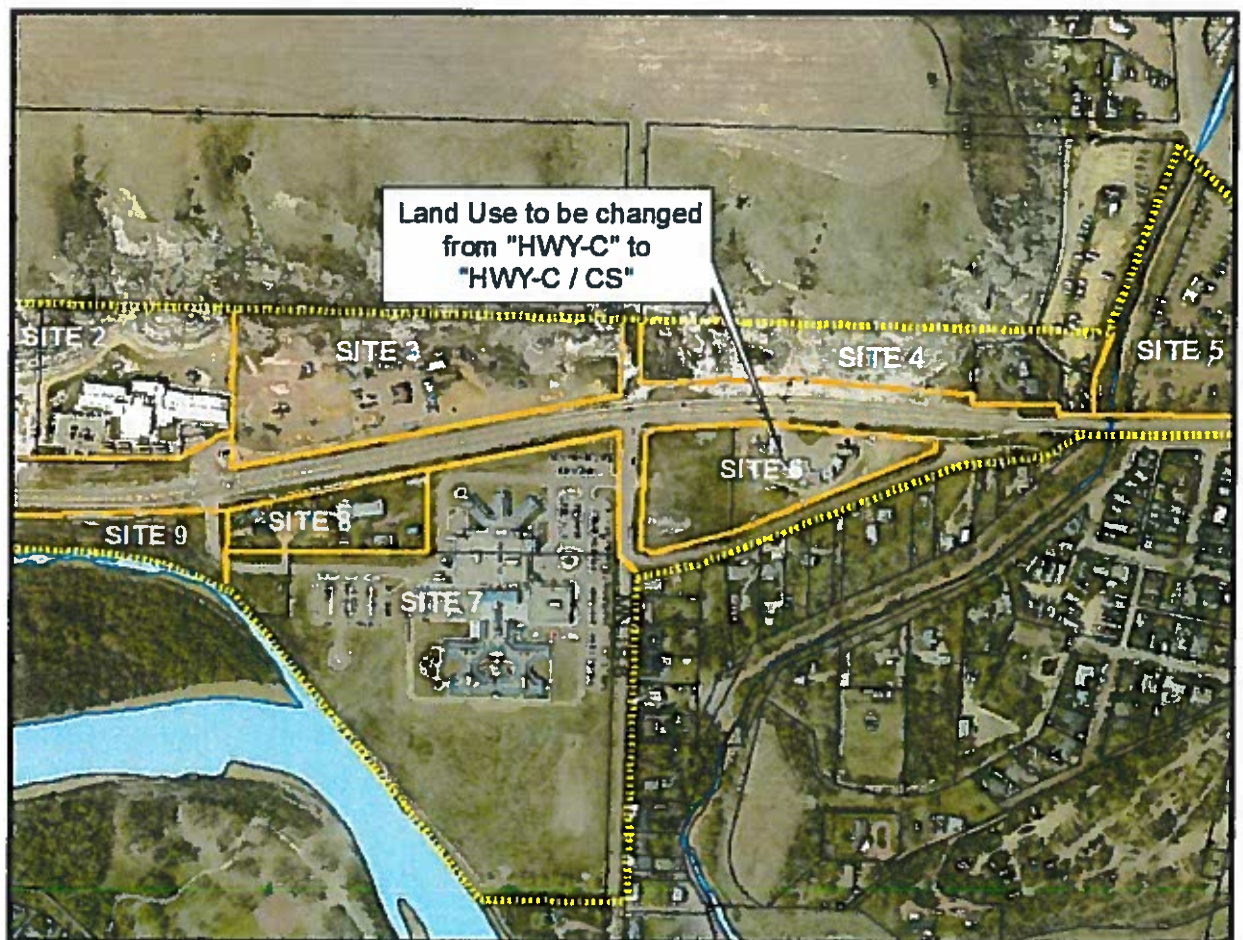 Land Use to be changed
from "HWY-C" to
"HWY-C / CS"
SITE 2
SITE 3
SITE 4
SITE 5
SITE 6
SITE 8
SITE 9
SITE 7